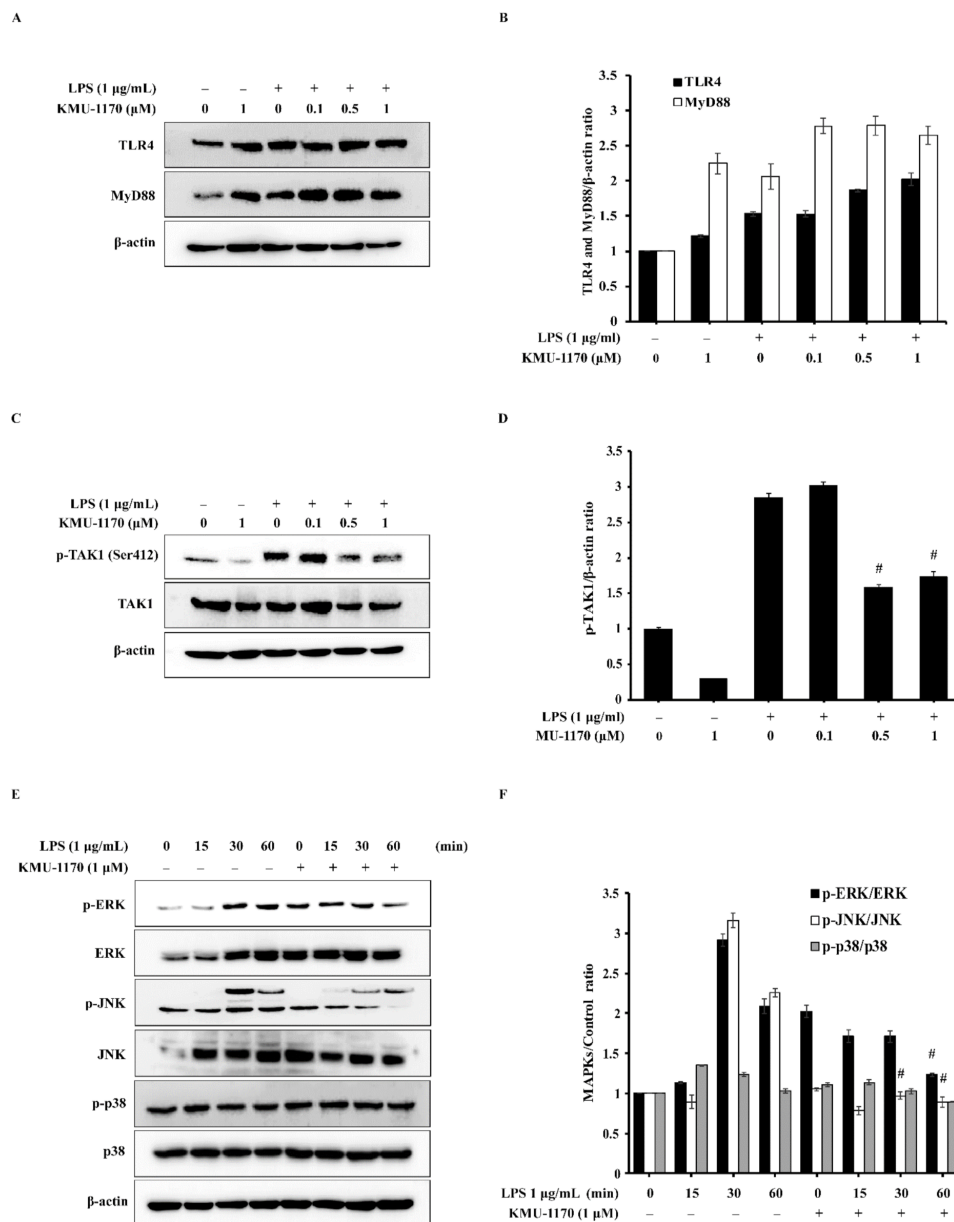 A
LPS (1 μg/mL) – – + + + +
KMU-1170 (μM) 0 1 0 0.1 0.5 1
TLR4
MyD88
β-actin
B
TLR4 and MyD88/β-actin ratio
3.5
3
2.5
2
1.5
1
0.5
0
TLR4
MyD88
LPS (1 μg/ml) – – + + + +
KMU-1170 (μM) 0 1 0 0.1 0.5 1
C
LPS (1 μg/mL) – – + + + +
KMU-1170 (μM) 0 1 0 0.1 0.5 1
p-TAK1 (Ser412)
TAK1
β-actin
D
p-TAK1/β-actin ratio
3.5
3
2.5
2
1.5
1
0.5
0
# #
LPS (1 μg/ml) – – + + + +
MU-1170 (μM) 0 1 0 0.1 0.5 1
E
LPS (1 μg/mL) 0 15 30 60 0 15 30 60 (min)
KMU-1170 (1 μM) – – – – + + + +
p-ERK
ERK
p-JNK
JNK
p-p38
p38
β-actin
F
MAPKs/Control ratio
3.5
3
2.5
2
1.5
1
0.5
0
p-ERK/ERK
p-JNK/JNK
p-p38/p38
#
# #
LPS 1 μg/mL (min) 0 15 30 60 0 15 30 60
KMU-1170 (1 μM) – – – – + + + +